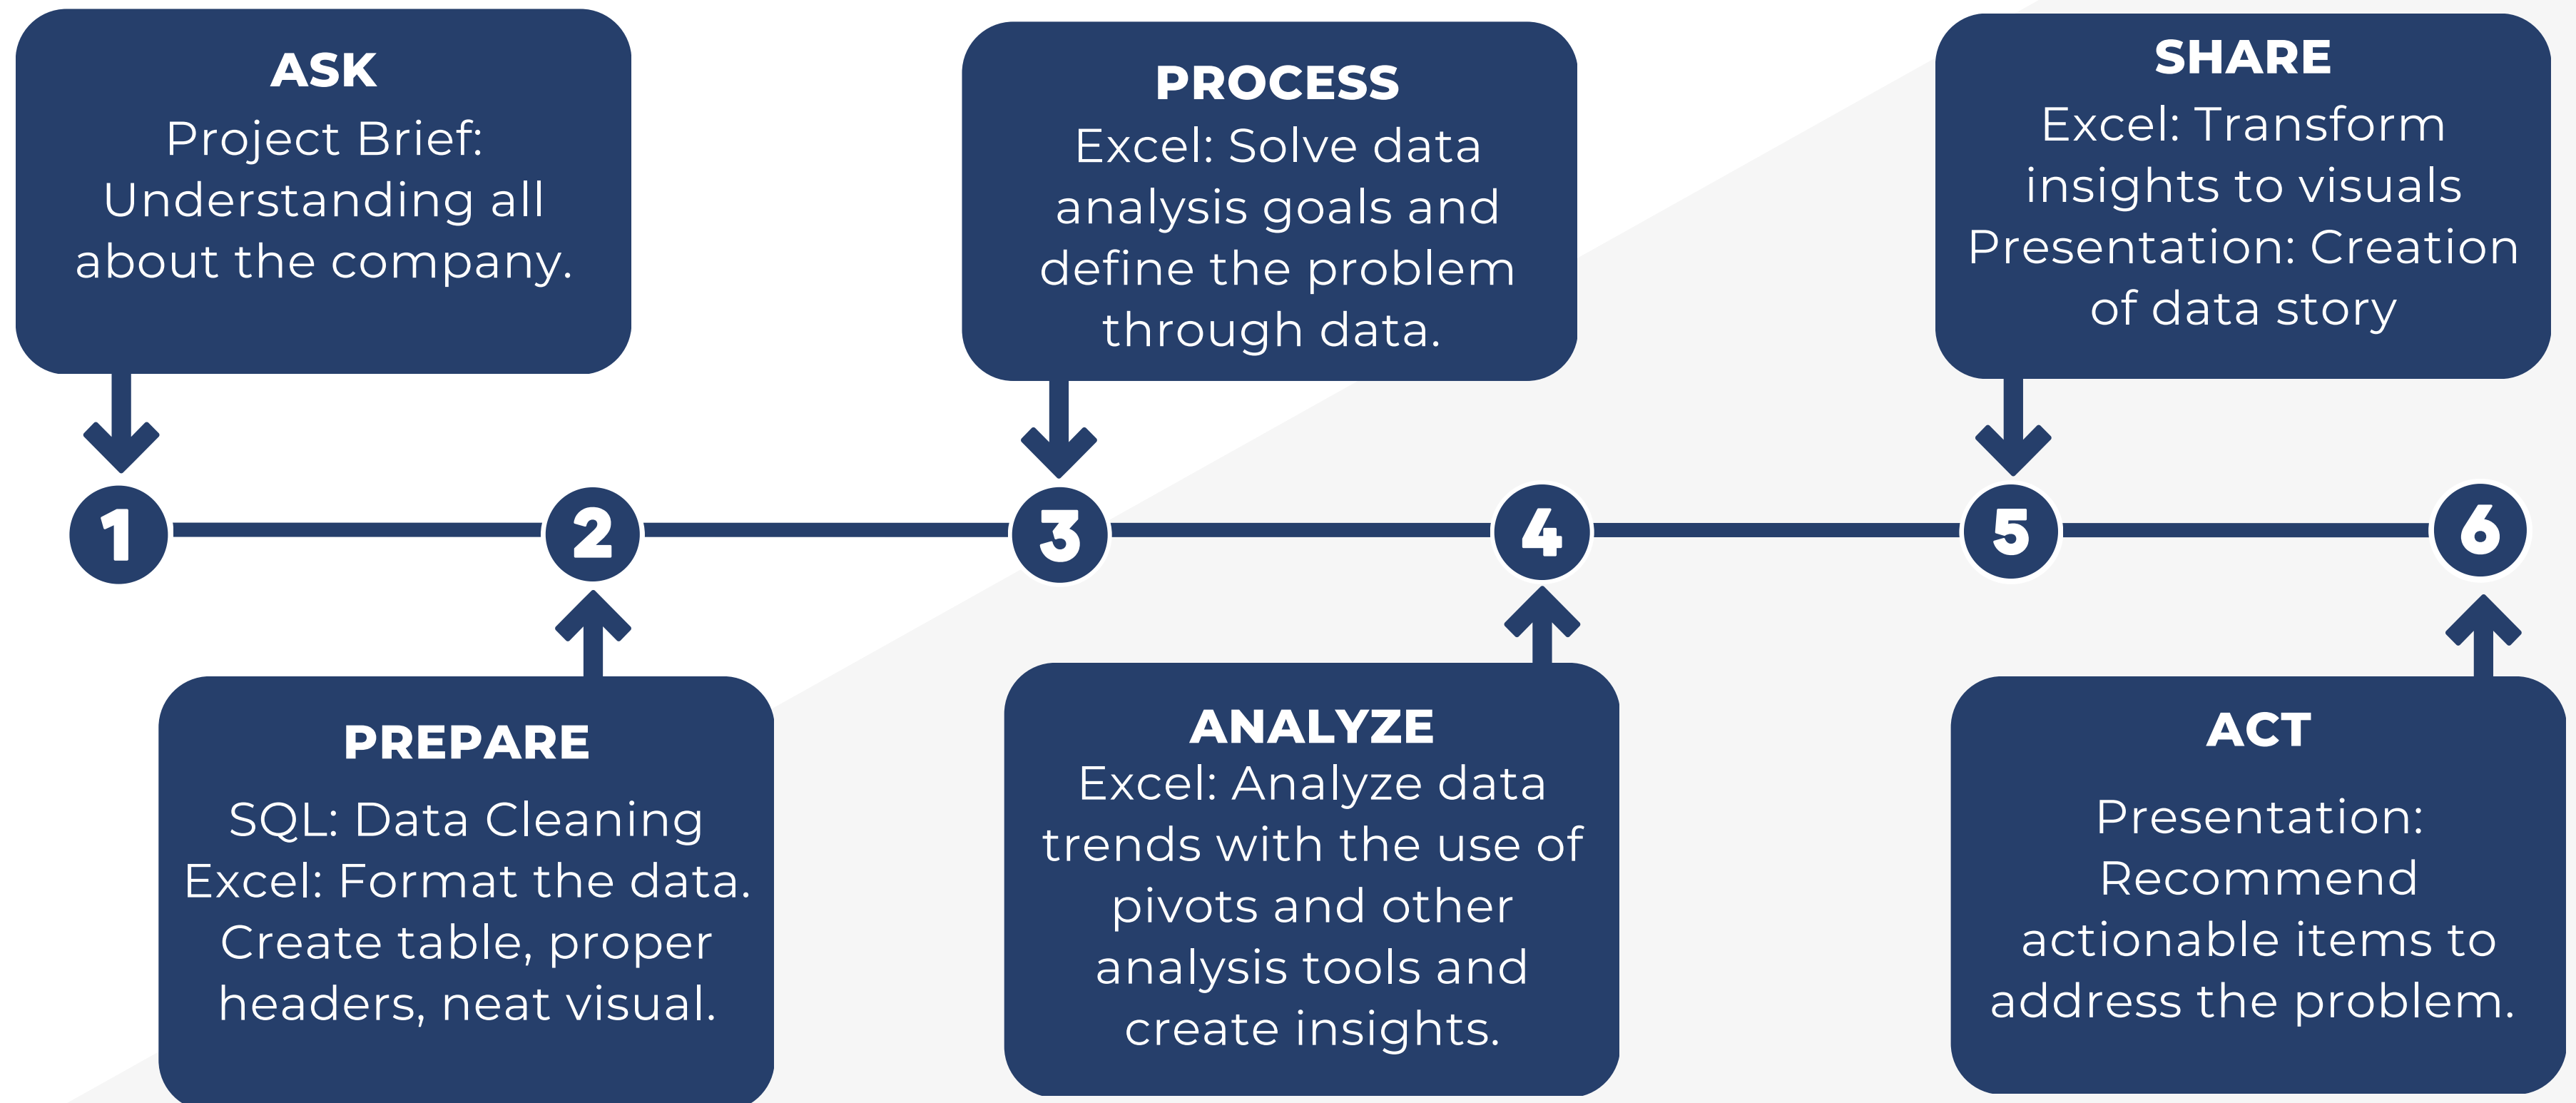 ASK
Project Brief:
Understanding all
about the company.
PROCESS
Excel: Solve data
analysis goals and
define the problem
through data.
SHARE
Excel: Transform
insights to visuals
Presentation: Creation
of data story
1
2
3
4
5
6
PREPARE
SQL: Data Cleaning
Excel: Format the data.
Create table, proper
headers, neat visual.
ANALYZE
Excel: Analyze data
trends with the use of
pivots and other
analysis tools and
create insights.
ACT
Presentation:
Recommend
actionable items to
address the problem.